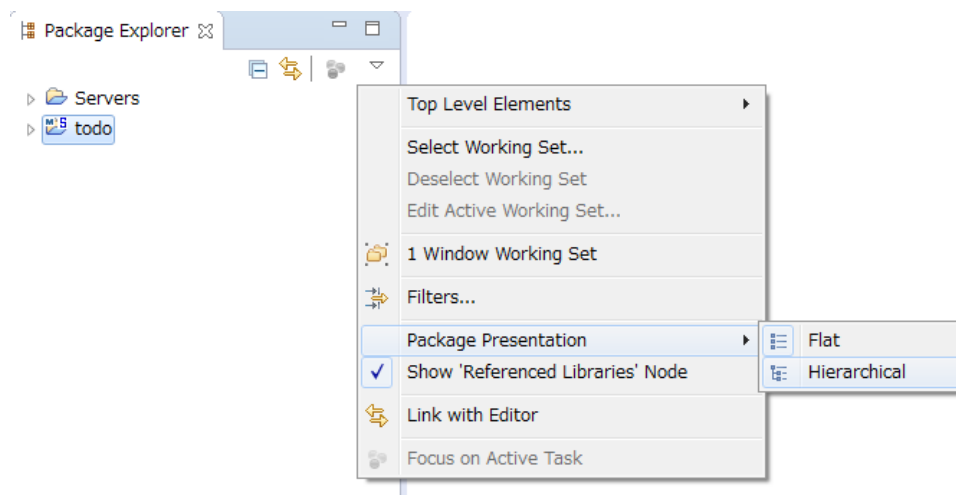 Package Explorer
Servers
todo
Top Level Elements
Select Working Set...
Deselect Working Set
Edit Active Working Set...
1 Window Working Set
Filters...
Package Presentation
Flat
Show 'Referenced Libraries' Node
Hierarchical
Link with Editor
Focus on Active Task